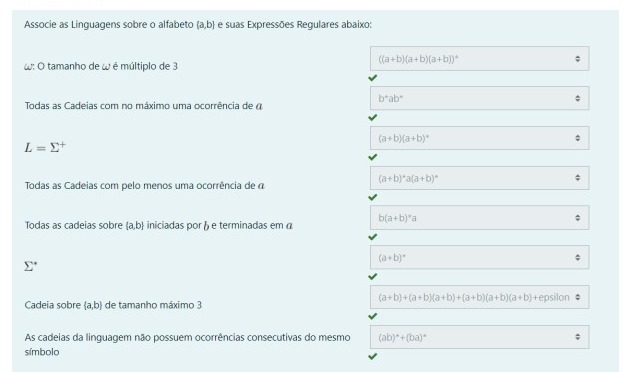 Associe as Linguagens sobre o alfabeto {a,b} e suas Expressões Regulares abaixo:
ω: O tamanho de ω é múltiplo de 3
((a+b)(a+b)(a+b))*
Todas as Cadeias com no máximo uma ocorrência de a
b*ab*
L = Σ⁺
(a+b)(a+b)*
Todas as Cadeias com pelo menos uma ocorrência de a
(a+b)*a(a+b)*
Todas as cadeias sobre {a,b} iniciadas por b e terminadas em a
b(a+b)*a
Σ*
(a+b)*
Cadeia sobre {a,b} de tamanho máximo 3
(a+b)+(a+b)(a+b)+(a+b)(a+b)(a+b)+epsilon
As cadeias da linguagem não possuem ocorrências consecutivas do mesmo
símbolo
(ab)*+(ba)*